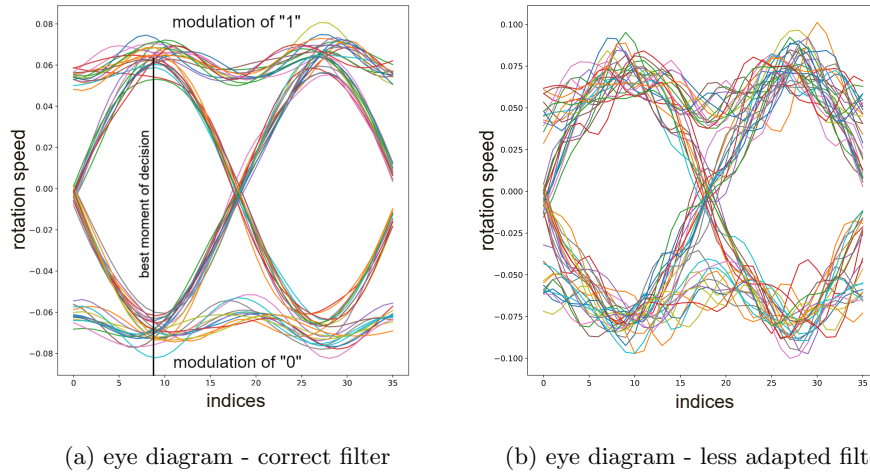 modulation of "1"
0.08
0.06
0.04
0.02
0.00
−0.02
−0.04
−0.06
−0.08
rotation speed
best moment of decision
modulation of "0"
0 5 10 15 20 25 30 35
indices
(a) eye diagram - correct filter
0.100
0.075
0.050
0.025
0.000
−0.025
−0.050
−0.075
−0.100
rotation speed
0 5 10 15 20 25 30 35
indices
(b) eye diagram - less adapted filt